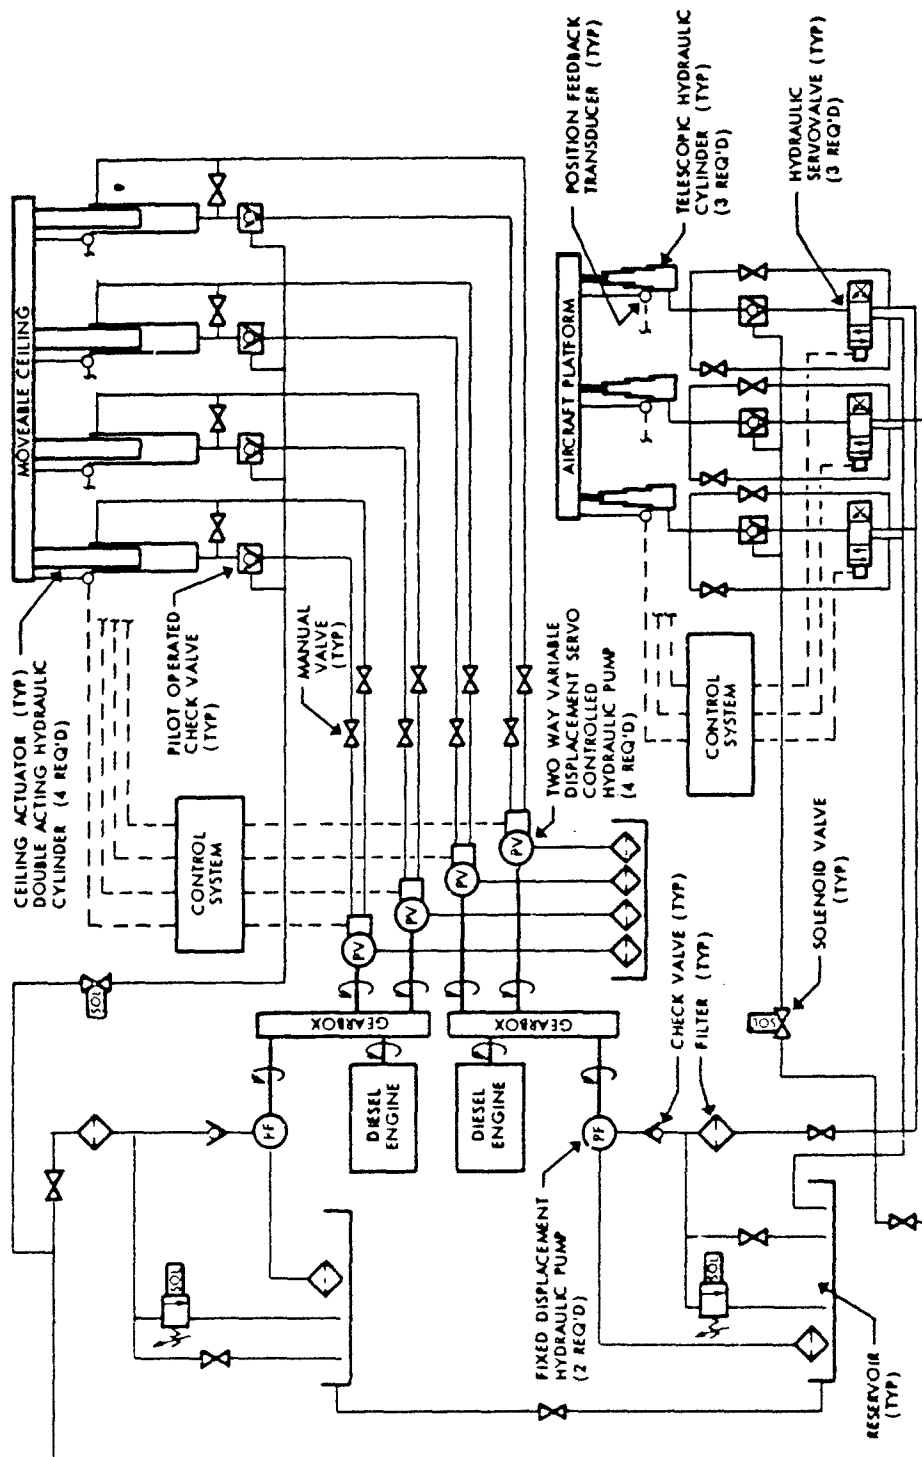 CEILING ACTUATOR (TYP)
DOUBLE ACTING HYDRAULIC
CYLINDER (4 REQ'D)
MOVEABLE CEILING
PILOT OPERATED
CHECK VALVE
(TYP)
MANUAL
VALVE
(TYP)
CONTROL
SYSTEM
SOL
PV
PV
PV
PV
TWO WAY VARIABLE
DISPLACEMENT SERVO
CONTROLLED
HYDRAULIC PUMP
(4 REQ'D)
GEARBOX
GEARBOX
DIESEL
ENGINE
DIESEL
ENGINE
PF
PF
SOL
SOL
FIXED DISPLACEMENT
HYDRAULIC PUMP
(2 REQ'D)
CHECK VALVE (TYP)
FILTER (TYP)
RESERVOIR
(TYP)
SOL
SOLENOID VALVE
(TYP)
CONTROL
SYSTEM
AIRCRAFT PLATFORM
POSITION FEEDBACK
TRANSDUCER (TYP)
TELESCOPIC HYDRAULIC
CYLINDER (TYP)
(3 REQ'D)
HYDRAULIC
SERVOVALVE (TYP)
(3 REQ'D)